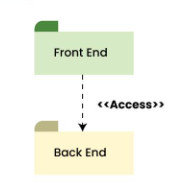 Front End
<<Access>>
Back End